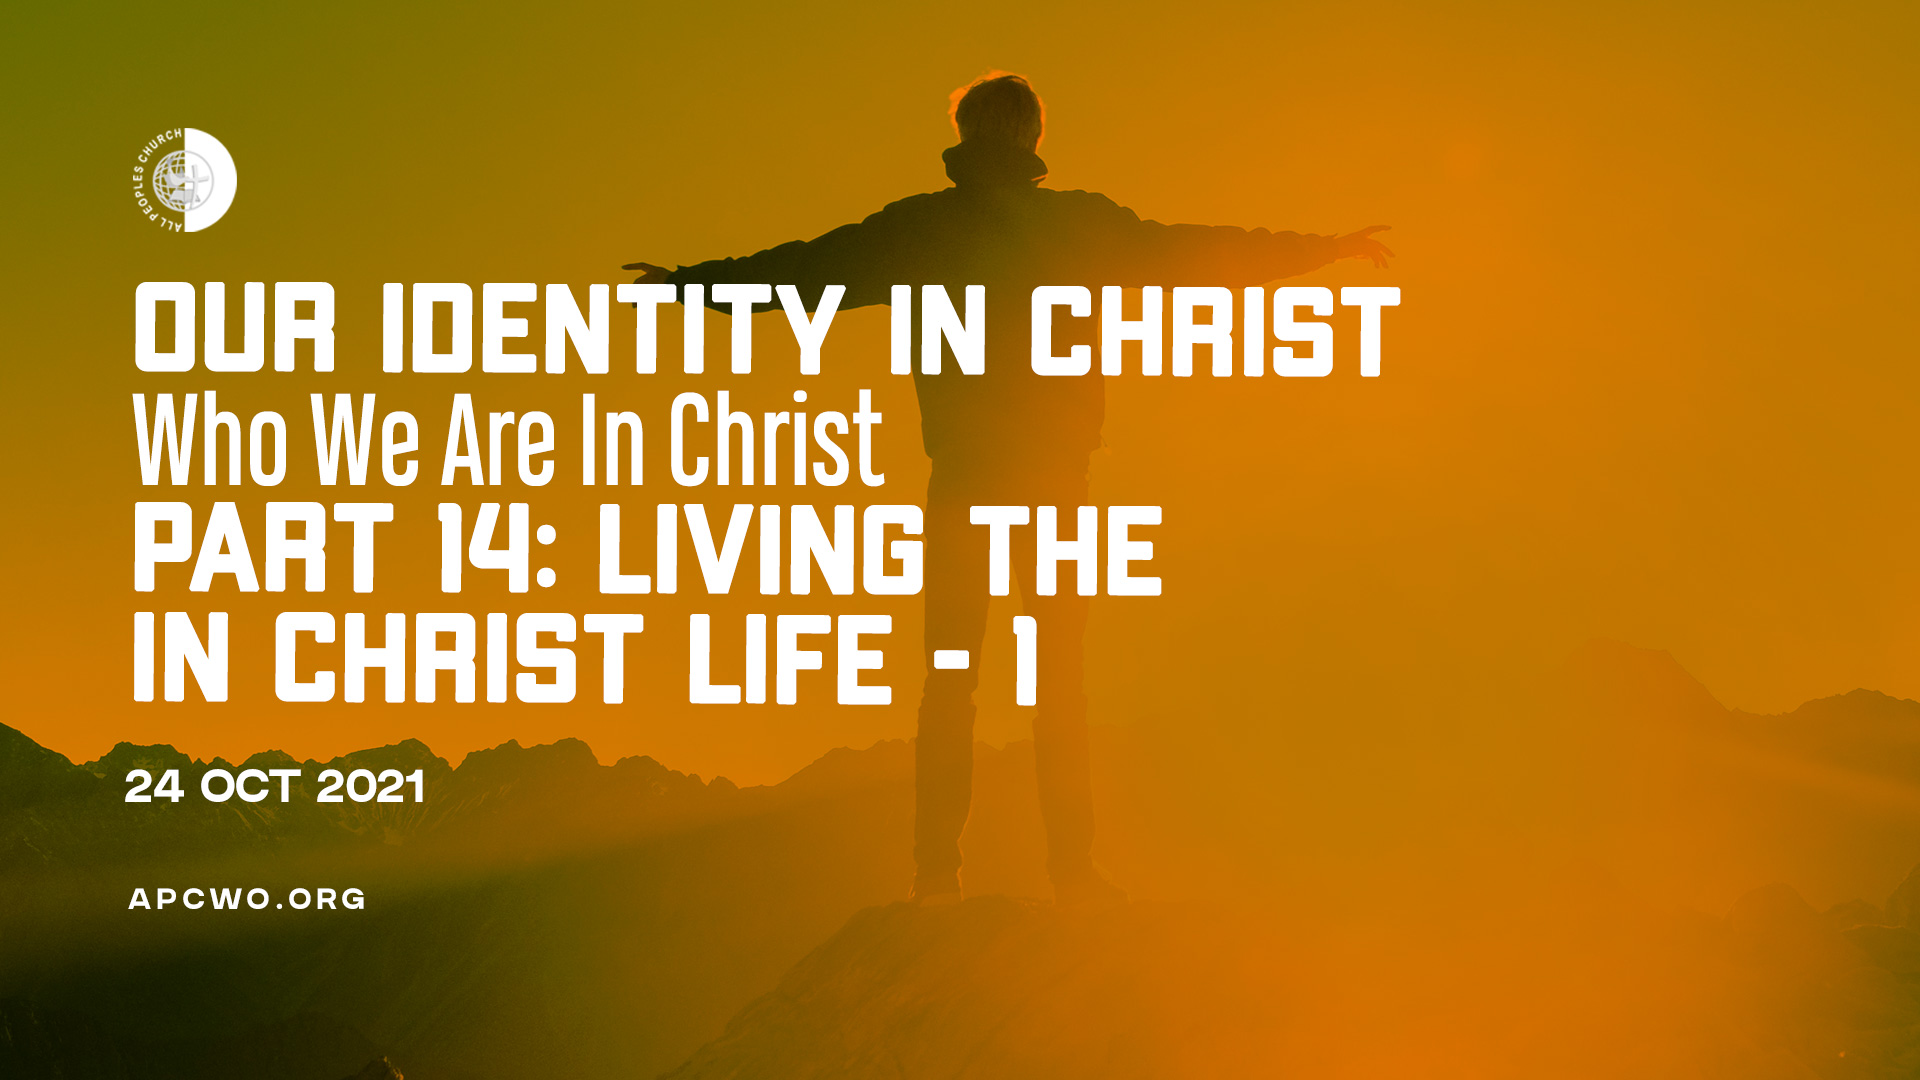 ALL PEOPLES CHURCH
OUR IDENTITY IN CHRIST
Who We Are In Christ
PART 14: LIVING THE
IN CHRIST LIFE - 1
24 OCT 2021
APCWO.ORG